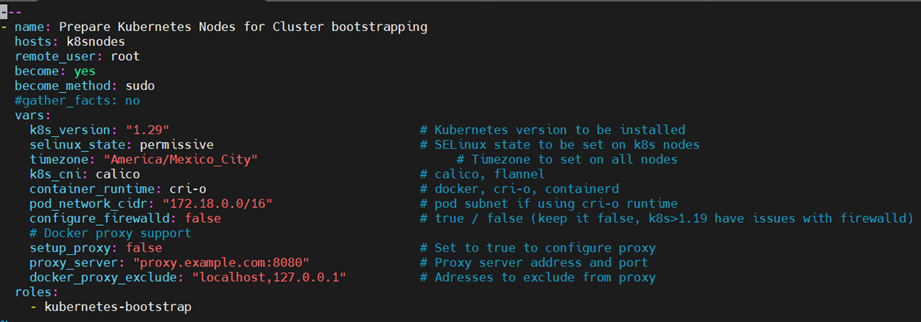 ---
- name: Prepare Kubernetes Nodes for Cluster bootstrapping
  hosts: k8snodes
  remote_user: root
  become: yes
  become_method: sudo
  #gather_facts: no
  vars:
    k8s_version: "1.29"                                  # Kubernetes version to be installed
    selinux_state: permissive                            # SELinux state to be set on k8s nodes
    timezone: "America/Mexico_City"                           # Timezone to set on all nodes
    k8s_cni: calico                                      # calico, flannel
    container_runtime: cri-o                             # docker, cri-o, containerd
    pod_network_cidr: "172.18.0.0/16"                    # pod subnet if using cri-o runtime
    configure_firewalld: false                           # true / false (keep it false, k8s>1.19 have issues with firewalld)
    # Docker proxy support
    setup_proxy: false                                   # Set to true to configure proxy
    proxy_server: "proxy.example.com:8080"               # Proxy server address and port
    docker_proxy_exclude: "localhost,127.0.0.1"          # Adresses to exclude from proxy
  roles:
    - kubernetes-bootstrap